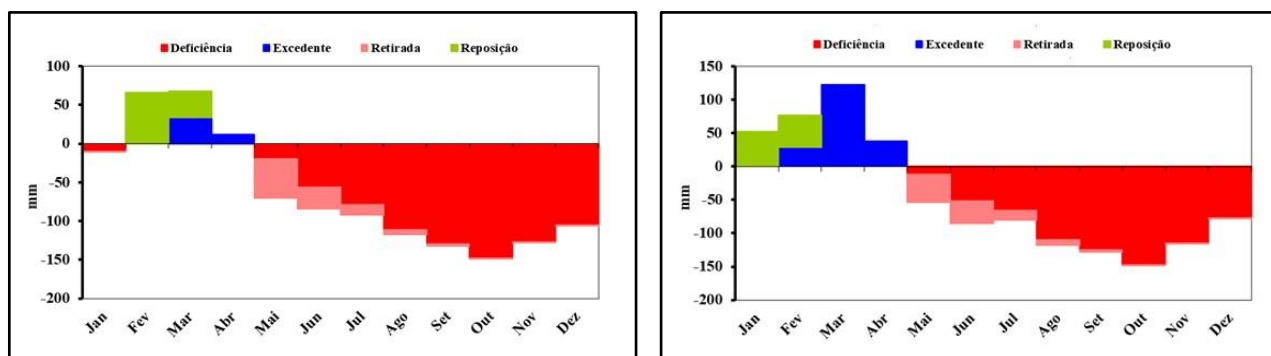 Deficiência Excedente Retirada Reposição
100
50
0
-50
-100
-150
-200
mm
Jan Fev Mar Abr Mai Jun Jul Ago Set Out Nov Dez
Deficiência Excedente Retirada Reposição
150
100
50
0
-50
-100
-150
-200
mm
Jan Fev Mar Abr Mai Jun Jul Ago Set Out Nov Dez